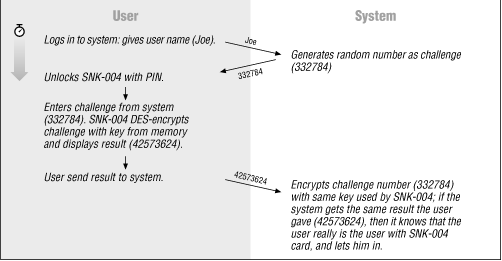 User
System
Logs in to system: gives user name (Joe).
Joe
Generates random number as challenge
(332784)
332784
Unlocks SNK-004 with PIN.
Enters challenge from system
(332784). SNK-004 DES-encrypts
challenge with key from memory
and displays result (42573624).
User send result to system.
42573624
Encrypts challenge number (332784)
with same key used by SNK-004; if the
system gets the same result the user
gave (42573624), then it knows that the
user really is the user with SNK-004
card, and lets him in.